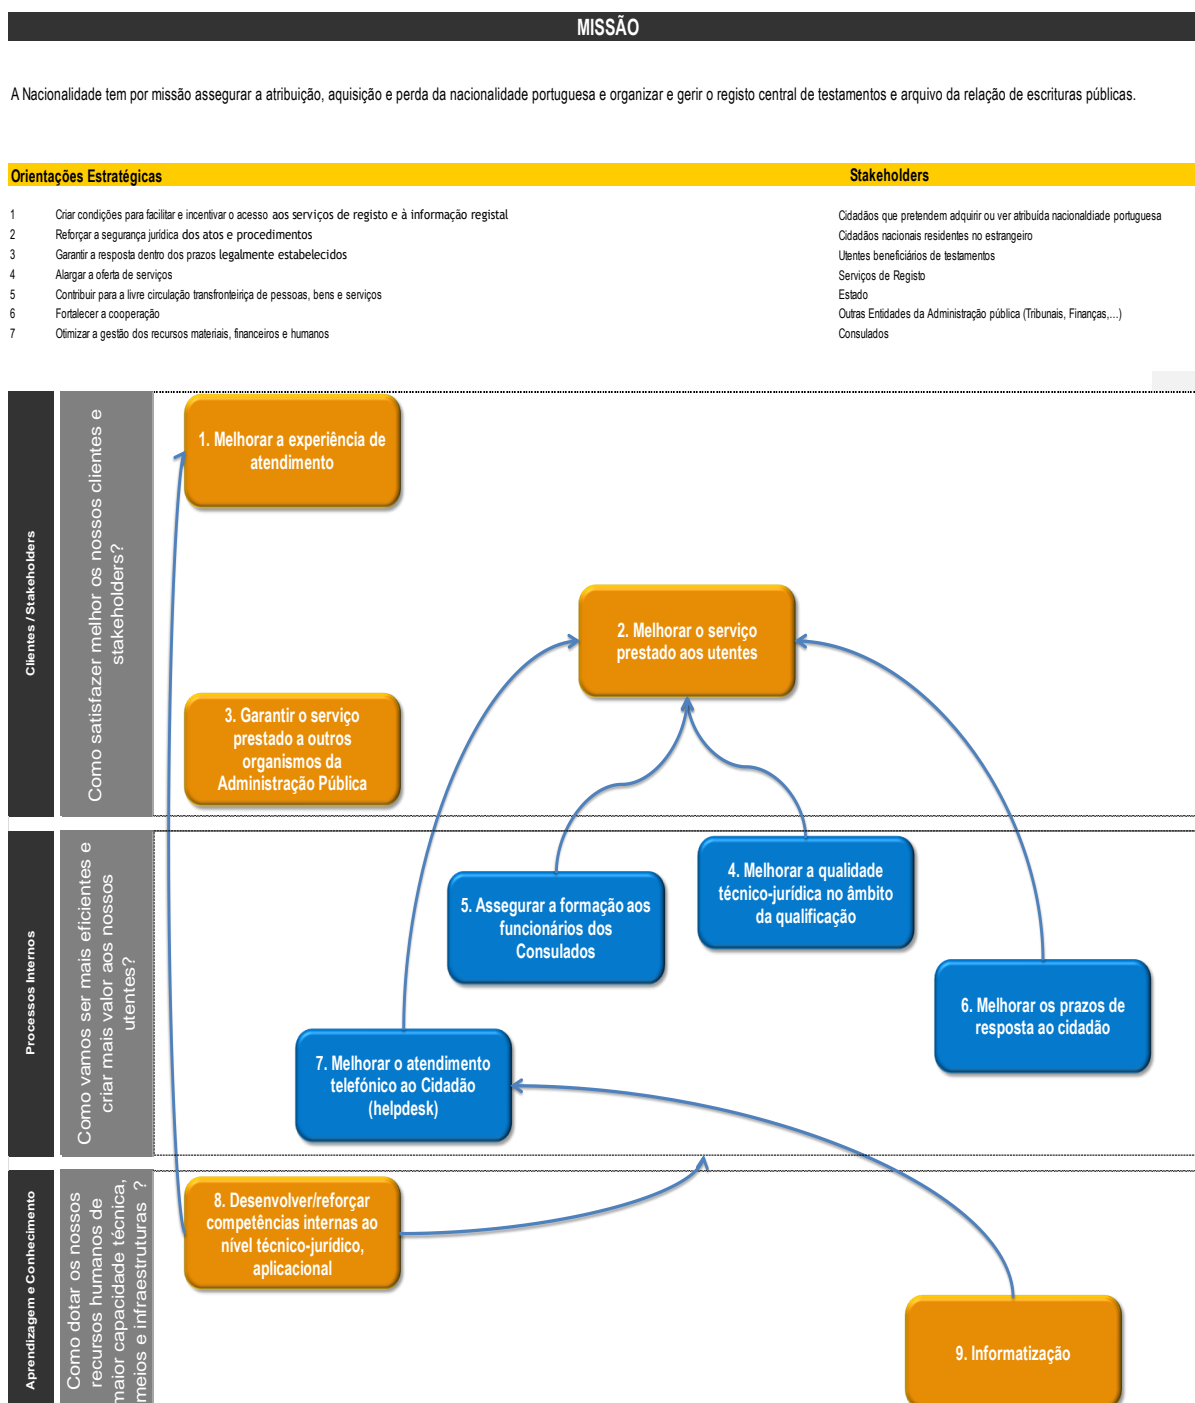 MISSÃO
A Nacionalidade tem por missão assegurar a atribuição, aquisição e perda da nacionalidade portuguesa e organizar e gerir o registo central de testamentos e arquivo da relação de escrituras públicas.
Orientações Estratégicas
Stakeholders
1 Criar condições para facilitar e incentivar o acesso aos serviços de registo e à informação registal
2 Reforçar a segurança jurídica dos atos e procedimentos
3 Garantir a resposta dentro dos prazos legalmente estabelecidos
4 Alargar a oferta de serviços
5 Contribuir para a livre circulação transfronteiriça de pessoas, bens e serviços
6 Fortalecer a cooperação
7 Otimizar a gestão dos recursos materiais, financeiros e humanos
Cidadãos que pretendem adquirir ou ver atribuída nacionaldiade portuguesa
Cidadãos nacionais residentes no estrangeiro
Utentes beneficiários de testamentos
Serviços de Registo
Estado
Outras Entidades da Administração pública (Tribunais, Finanças,...)
Consulados
Clientes / Stakeholders
Como satisfazer melhor os nossos clientes e
stakeholders?
1. Melhorar a experiência de
atendimento
2. Melhorar o serviço
prestado aos utentes
3. Garantir o serviço
prestado a outros
organismos da
Administração Pública
Processos Internos
Como vamos ser mais eficientes e
criar mais valor aos nossos
utentes?
4. Melhorar a qualidade
técnico-jurídica no âmbito
da qualificação
5. Assegurar a formação aos
funcionários dos
Consulados
6. Melhorar os prazos de
resposta ao cidadão
7. Melhorar o atendimento
telefónico ao Cidadão
(helpdesk)
Aprendizagem e Conhecimento
Como dotar os nossos
recursos humanos de
maior capacidade técnica,
meios e infraestruturas ?
8. Desenvolver/reforçar
competências internas ao
nível técnico-jurídico,
aplicacional
9. Informatização